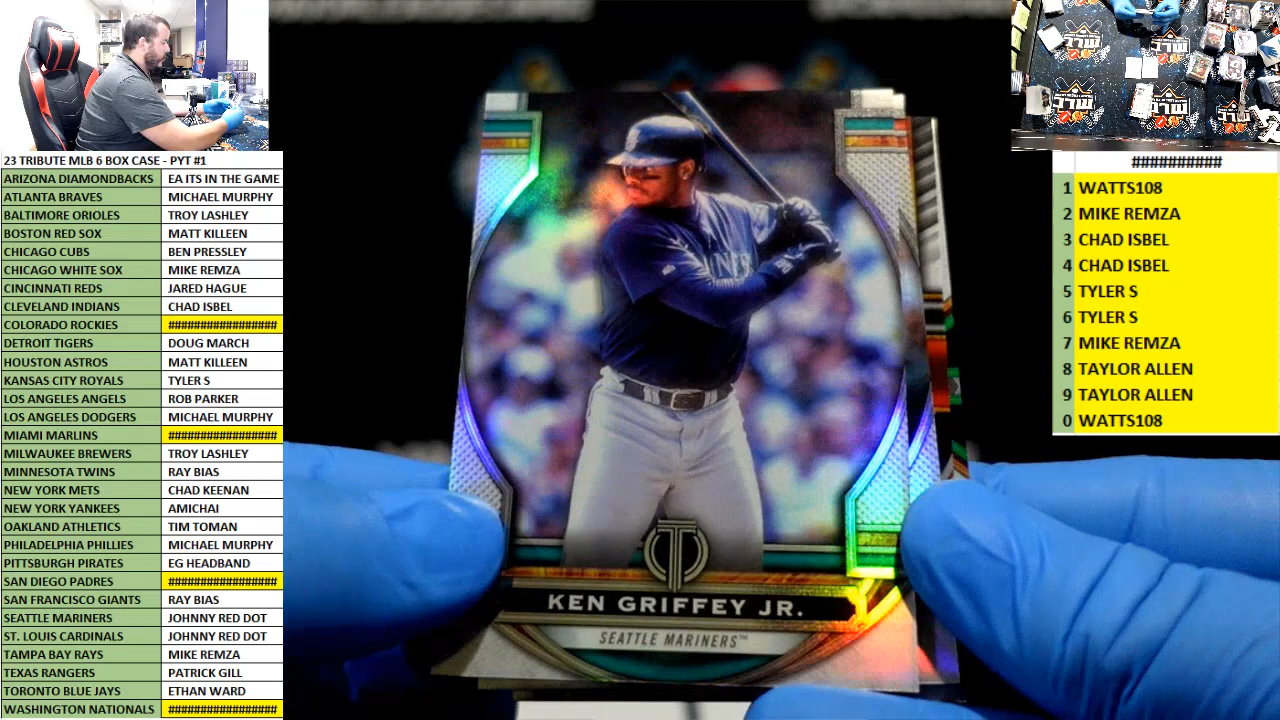 23 TRIBUTE MLB 6 BOX CASE - PYT #1
ARIZONA DIAMONDBACKS EA ITS IN THE GAME
ATLANTA BRAVES MICHAEL MURPHY
BALTIMORE ORIOLES TROY LASHLEY
BOSTON RED SOX MATT KILLEEN
CHICAGO CUBS BEN PRESSLEY
CHICAGO WHITE SOX MIKE REMZA
CINCINNATI REDS JARED HAGUE
CLEVELAND INDIANS CHAD ISBEL
COLORADO ROCKIES #################
DETROIT TIGERS DOUG MARCH
HOUSTON ASTROS MATT KILLEEN
KANSAS CITY ROYALS TYLER S
LOS ANGELES ANGELS ROB PARKER
LOS ANGELES DODGERS MICHAEL MURPHY
MIAMI MARLINS #################
MILWAUKEE BREWERS TROY LASHLEY
MINNESOTA TWINS RAY BIAS
NEW YORK METS CHAD KEENAN
NEW YORK YANKEES AMICHAI
OAKLAND ATHLETICS TIM TOMAN
PHILADELPHIA PHILLIES MICHAEL MURPHY
PITTSBURGH PIRATES EG HEADBAND
SAN DIEGO PADRES #################
SAN FRANCISCO GIANTS RAY BIAS
SEATTLE MARINERS JOHNNY RED DOT
ST. LOUIS CARDINALS JOHNNY RED DOT
TAMPA BAY RAYS MIKE REMZA
TEXAS RANGERS PATRICK GILL
TORONTO BLUE JAYS ETHAN WARD
WASHINGTON NATIONALS #################
KEN GRIFFEY JR.
SEATTLE MARINERS™
##########
1 WATTS108
2 MIKE REMZA
3 CHAD ISBEL
4 CHAD ISBEL
5 TYLER S
6 TYLER S
7 MIKE REMZA
8 TAYLOR ALLEN
9 TAYLOR ALLEN
0 WATTS108